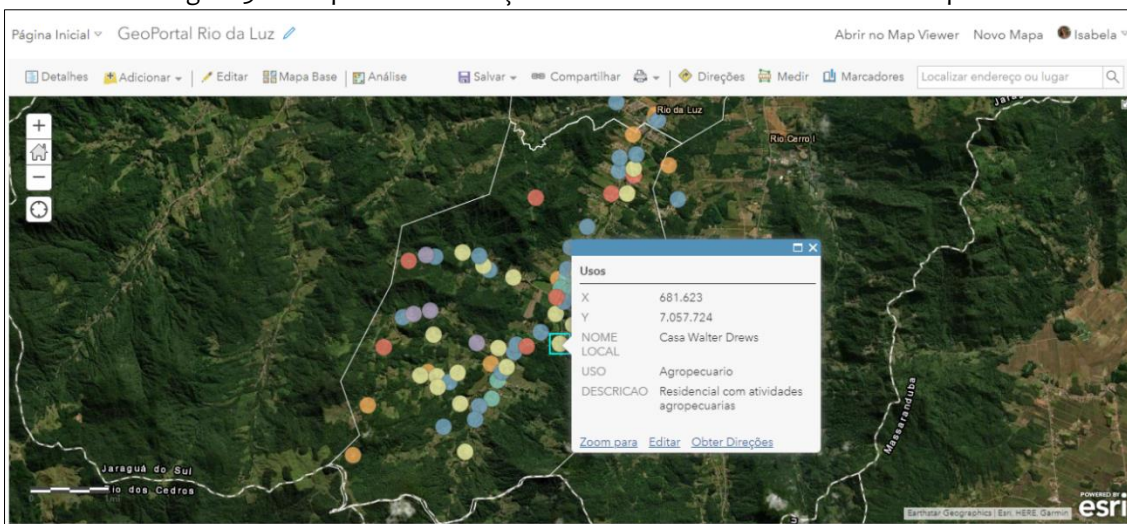 Página Inicial GeoPortal Rio da Luz Abrir no Map Viewer Novo Mapa Isabela
Detalhes Adicionar Editar Mapa Base Análise Salvar Compartilhar Direções Medir Marcadores Localizar endereço ou lugar
Rio da Luz
Rio Cerro I
Usos
X 681.623
Y 7.057.724
NOME LOCAL Casa Walter Drews
USO Agropecuario
DESCRICAO Residencial com atividades
agropecuarias
Zoom para Editar Obter Direções
Massaranduba
Jaraguá do Sul
io dos Cedros
Earthstar Geographics | Esri, HERE, Garmin
POWERED BY
esri